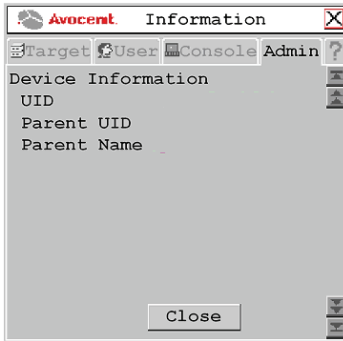 Avocent. Information X
Target User Console Admin ?
Device Information
UID
Parent UID
Parent Name
Close